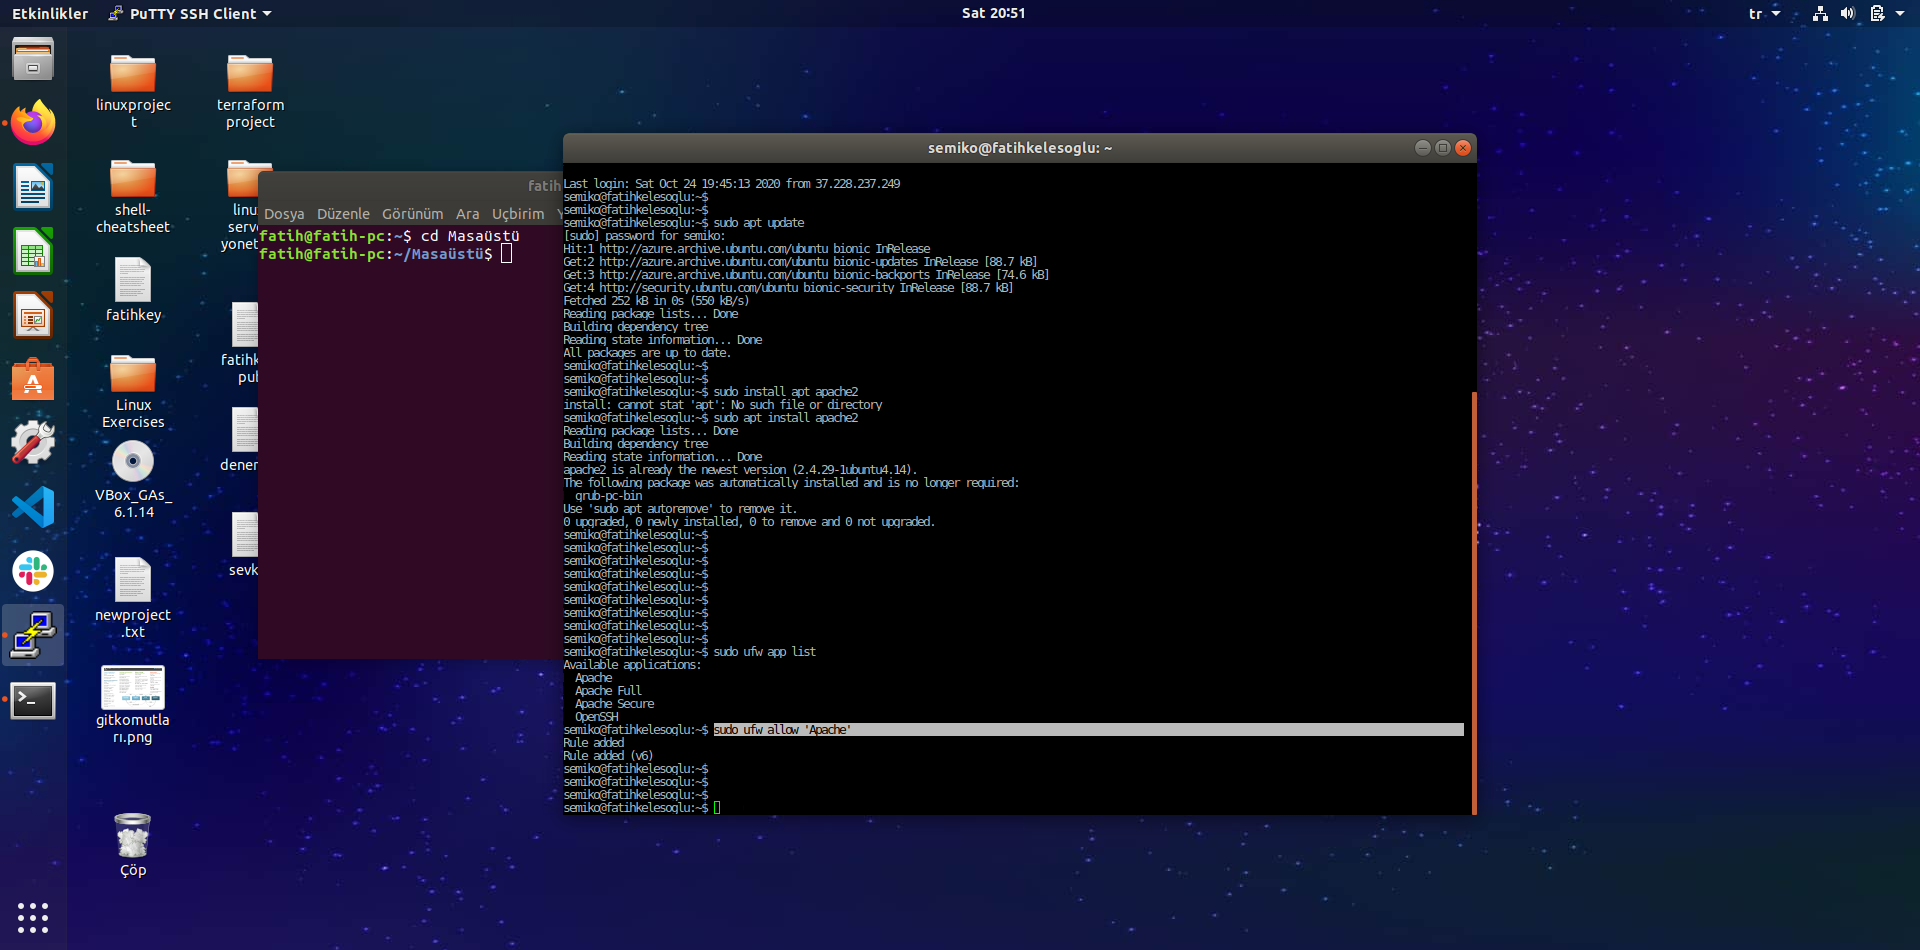 Etkinlikler
PuTTY SSH Client
Sat 20:51
tr
linuxprojec
t
terraform
project
shell-
cheatsheet
linu
serve
yonet
fatihkey
fatihk
pub
Linux
Exercises
dener
VBox_GAs_
6.1.14
sevk
newproject
.txt
gitkomutla
rı.png
Çöp
fatih
Dosya Düzenle Görünüm Ara Uçbirim Y
fatih@fatih-pc:~$ cd Masaüstü
fatih@fatih-pc:~/Masaüstü$
semiko@fatihkelesoglu: ~
Last login: Sat Oct 24 19:45:13 2020 from 37.228.237.249
semiko@fatihkelesoglu:~$
semiko@fatihkelesoglu:~$
semiko@fatihkelesoglu:~$ sudo apt update
[sudo] password for semiko:
Hit:1 http://azure.archive.ubuntu.com/ubuntu bionic InRelease
Get:2 http://azure.archive.ubuntu.com/ubuntu bionic-updates InRelease [88.7 kB]
Get:3 http://azure.archive.ubuntu.com/ubuntu bionic-backports InRelease [74.6 kB]
Get:4 http://security.ubuntu.com/ubuntu bionic-security InRelease [88.7 kB]
Fetched 252 kB in 0s (550 kB/s)
Reading package lists... Done
Building dependency tree
Reading state information... Done
All packages are up to date.
semiko@fatihkelesoglu:~$
semiko@fatihkelesoglu:~$
semiko@fatihkelesoglu:~$ sudo install apt apache2
install: cannot stat 'apt': No such file or directory
semiko@fatihkelesoglu:~$ sudo apt install apache2
Reading package lists... Done
Building dependency tree
Reading state information... Done
apache2 is already the newest version (2.4.29-1ubuntu4.14).
The following package was automatically installed and is no longer required:
grub-pc-bin
Use 'sudo apt autoremove' to remove it.
0 upgraded, 0 newly installed, 0 to remove and 0 not upgraded.
semiko@fatihkelesoglu:~$
semiko@fatihkelesoglu:~$
semiko@fatihkelesoglu:~$
semiko@fatihkelesoglu:~$
semiko@fatihkelesoglu:~$
semiko@fatihkelesoglu:~$
semiko@fatihkelesoglu:~$
semiko@fatihkelesoglu:~$
semiko@fatihkelesoglu:~$
semiko@fatihkelesoglu:~$ sudo ufw app list
Available applications:
Apache
Apache Full
Apache Secure
OpenSSH
semiko@fatihkelesoglu:~$ sudo ufw allow 'Apache'
Rule added
Rule added (v6)
semiko@fatihkelesoglu:~$
semiko@fatihkelesoglu:~$
semiko@fatihkelesoglu:~$
semiko@fatihkelesoglu:~$